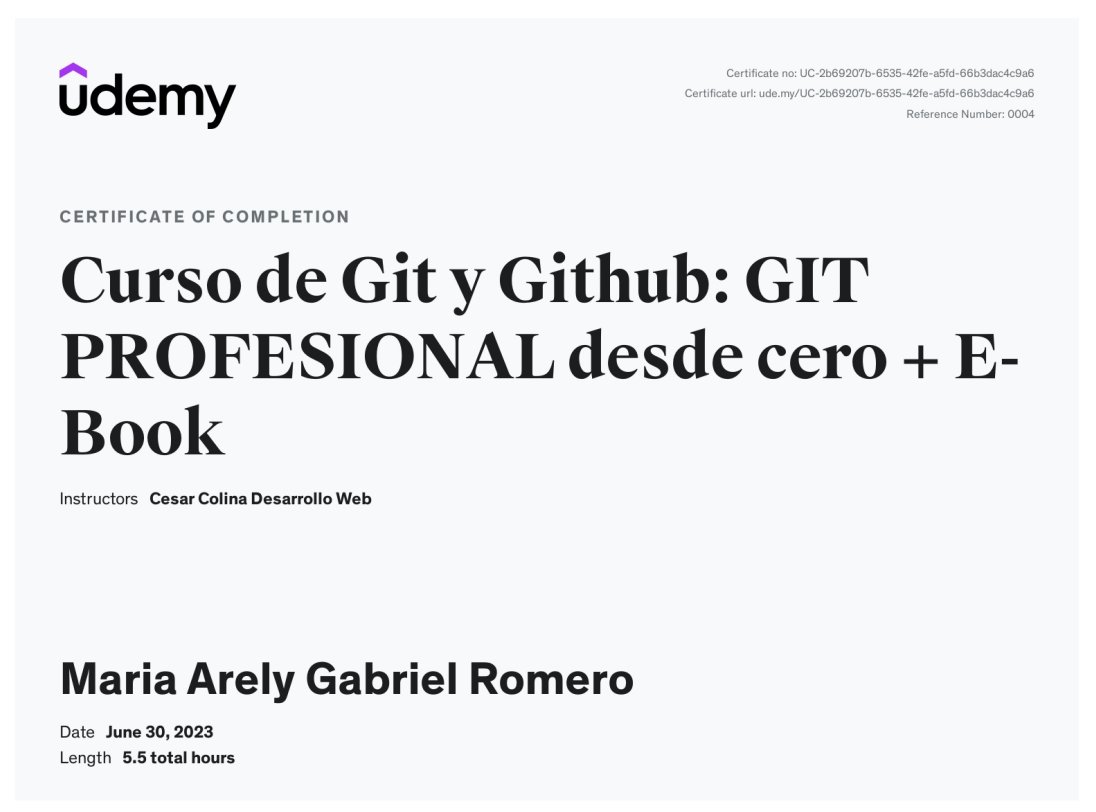 udemy
Certificate no: UC-2b69207b-6535-42fe-a5fd-66b3dac4c9a6
Certificate url: ude.my/UC-2b69207b-6535-42fe-a5fd-66b3dac4c9a6
Reference Number: 0004
CERTIFICATE OF COMPLETION
Curso de Git y Github: GIT
PROFESIONAL desde cero + E-
Book
Instructors Cesar Colina Desarrollo Web
Maria Arely Gabriel Romero
Date June 30, 2023
Length 5.5 total hours